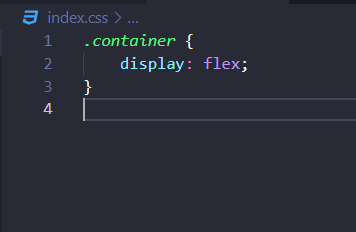 index.css > ...
1 .container {
2     display: flex;
3 }
4